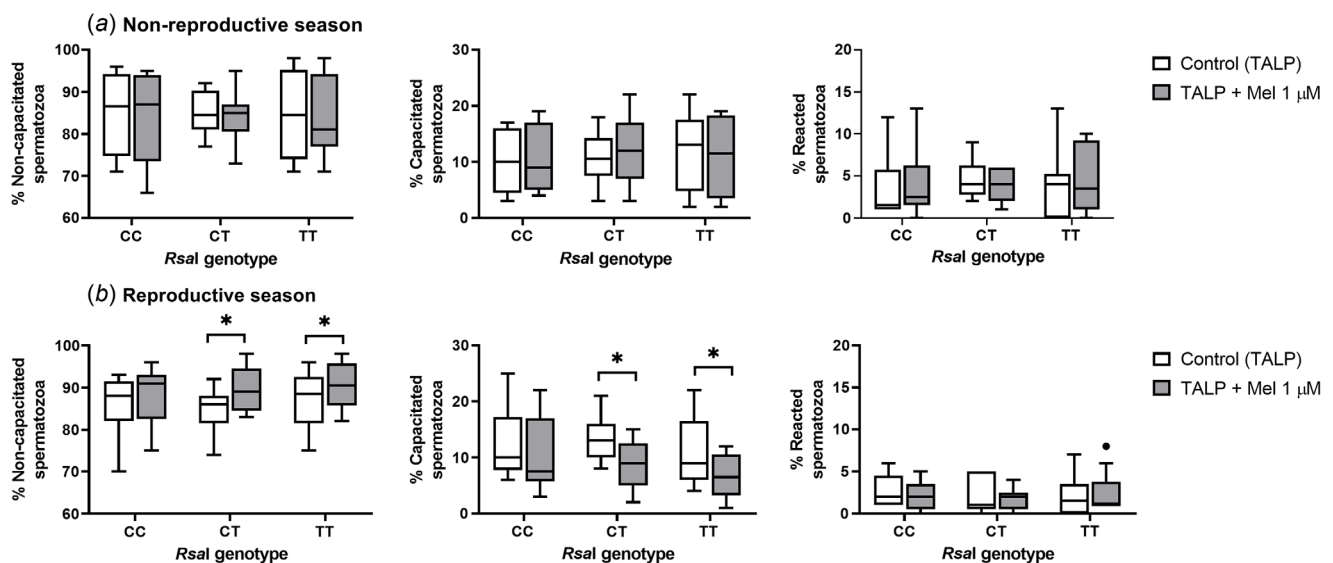 (a) Non-reproductive season
% Non-capacitated
spermatozoa
100
90
80
70
60
CC
CT
TT
RsaI genotype
% Capacitated
spermatozoa
30
20
10
0
CC
CT
TT
RsaI genotype
% Reacted
spermatozoa
20
15
10
5
0
CC
CT
TT
RsaI genotype
Control (TALP)
TALP + Mel 1 μM
(b) Reproductive season
% Non-capacitated
spermatozoa
100
90
80
70
60
*
*
CC
CT
TT
RsaI genotype
% Capacitated
spermatozoa
30
20
10
0
*
*
CC
CT
TT
RsaI genotype
% Reacted
spermatozoa
20
15
10
5
0
CC
CT
TT
RsaI genotype
Control (TALP)
TALP + Mel 1 μM